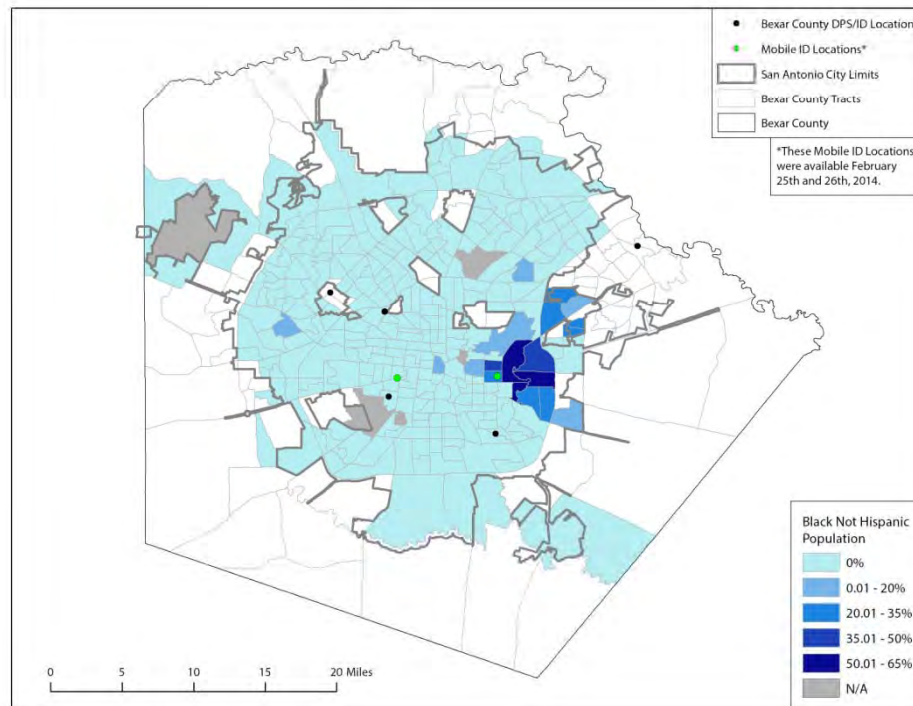 Bexar County DPS/ID Location
Mobile ID Locations*
San Antonio City Limits
Bexar County Tracts
Bexar County
*These Mobile ID Locations
were available February
25th and 26th, 2014.
Black Not Hispanic
Population
0%
0.01 - 20%
20.01 - 35%
35.01 - 50%
50.01 - 65%
N/A
0 5 10 15 20 Miles